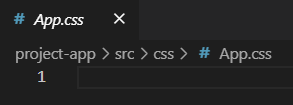 # App.css ×
project-app > src > css > # App.css
1